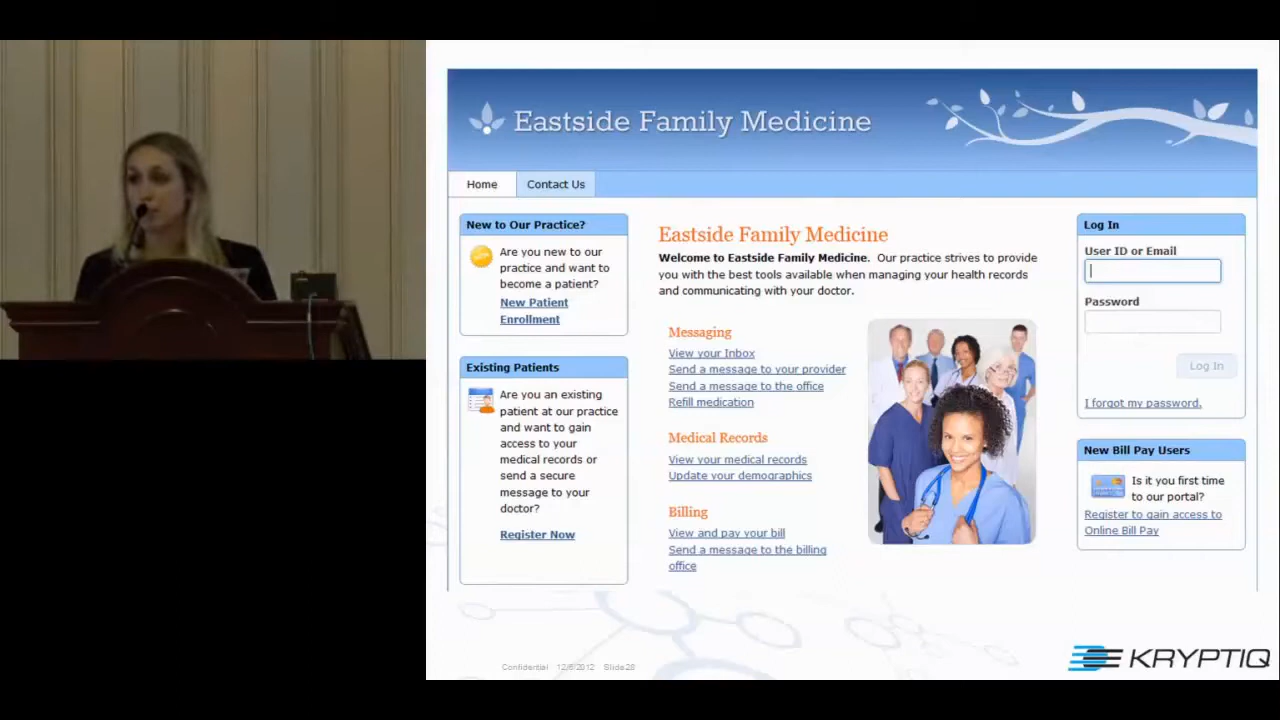 Eastside Family Medicine
Home
Contact Us
New to Our Practice?
Are you new to our
practice and want to
become a patient?
New Patient
Enrollment
Existing Patients
Are you an existing
patient at our practice
and want to gain
access to your
medical records or
send a secure
message to your
doctor?
Register Now
Eastside Family Medicine
Welcome to Eastside Family Medicine. Our practice strives to provide
you with the best tools available when managing your health records
and communicating with your doctor.
Messaging
View your Inbox
Send a message to your provider
Send a message to the office
Refill medication
Medical Records
View your medical records
Update your demographics
Billing
View and pay your bill
Send a message to the billing
office
Log In
User ID or Email
Password
Log In
I forgot my password.
New Bill Pay Users
Is it you first time
to our portal?
Register to gain access to
Online Bill Pay
Confidential 12/6/2012 Slide28
KRYPTIQ